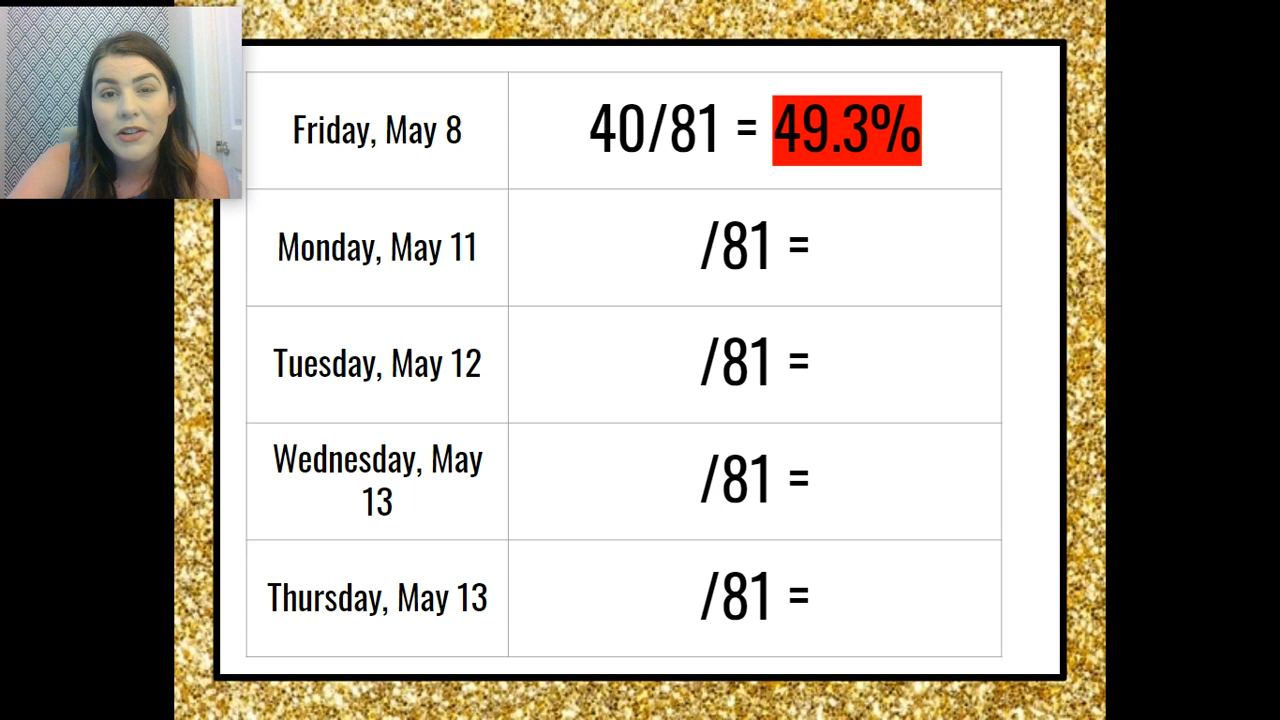 Friday, May 8
40/81 = 49.3%
Monday, May 11
/81 =
Tuesday, May 12
/81 =
Wednesday, May
13
/81 =
Thursday, May 13
/81 =